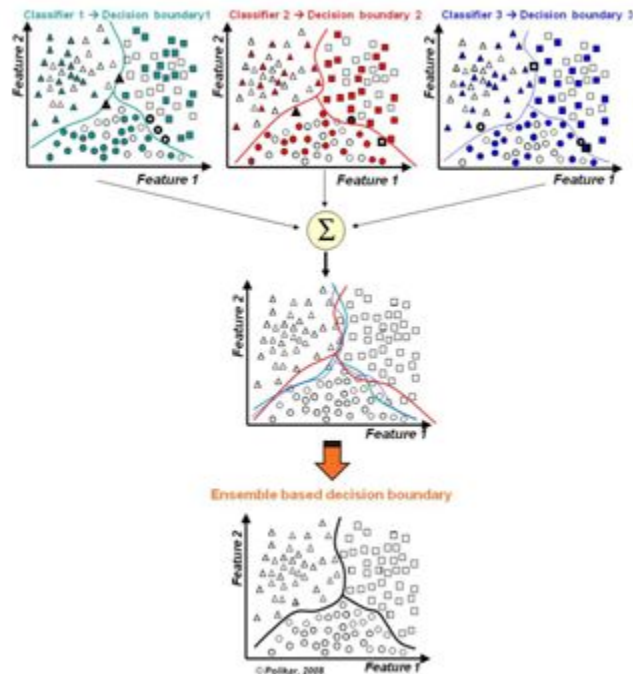 Classifier 1 → Decision boundary1
Classifier 2 → Decision boundary 2
Classifier 3 → Decision boundary 3
Feature 2
Feature 1
Feature 2
Feature 1
Feature 2
Feature 1
Σ
Feature 2
Feature 1
Ensemble based decision boundary
Feature 2
Feature 1
© Polikar, 2008